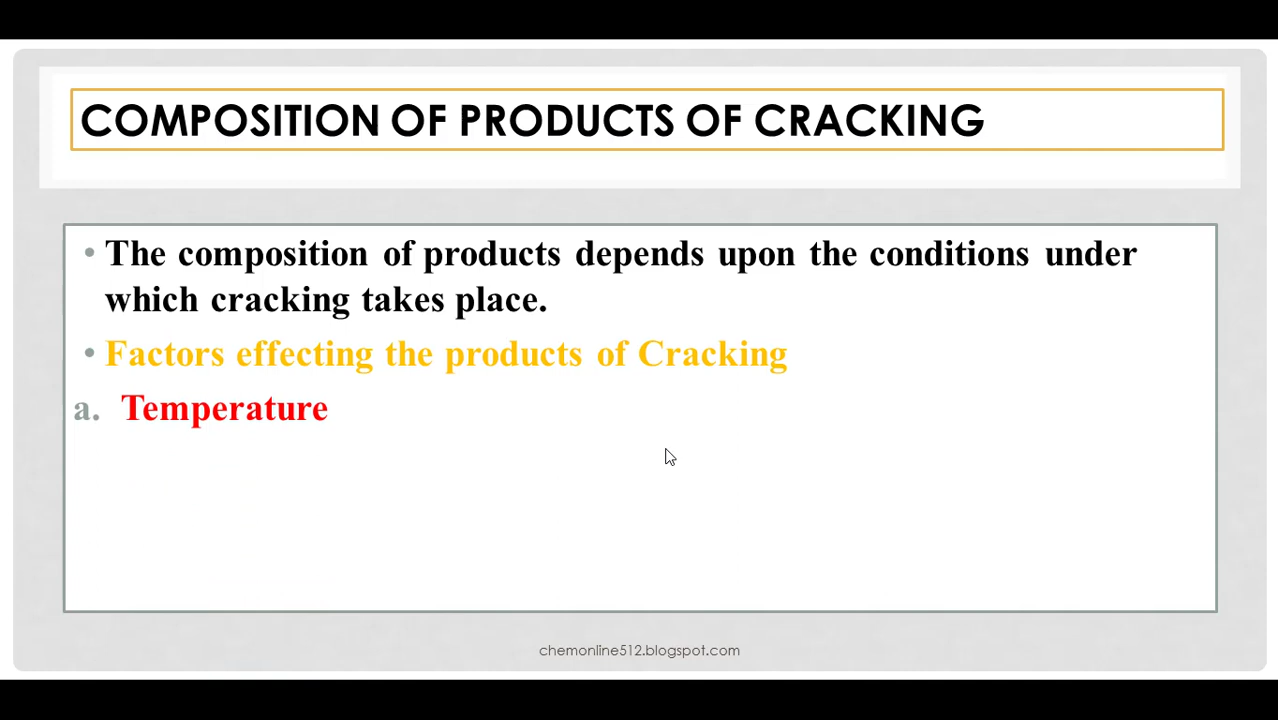 COMPOSITION OF PRODUCTS OF CRACKING
• The composition of products depends upon the conditions under
which cracking takes place.
• Factors effecting the products of Cracking
a. Temperature
chemonline512.blogspot.com